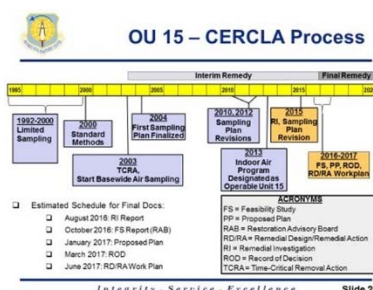 OU 15 – CERCLA Process
Interim Remedy
Final Remedy
1995
2000
2005
2010
2015
202
1992-2000
Limited
Sampling
2000
Standard
Methods
2003
TCRA,
Start Basewide Air Sampling
2004
First Sampling
Plan Finalized
2010, 2012
Sampling
Plan
Revisions
2013
Indoor Air
Program
Designated as
Operable Unit 15
2015
RI, Sampling
Plan
Revision
2016-2017
FS, PP, ROD,
RD/RA Workplan
Estimated Schedule for Final Docs:
August 2016: RI Report
October 2016: FS Report (RAB)
January 2017: Proposed Plan
March 2017: ROD
June 2017: RD/RA Work Plan
ACRONYMS
FS = Feasibility Study
PP = Proposed Plan
RAB = Restoration Advisory Board
RD/RA = Remedial Design/Remedial Action
RI = Remedial Investigation
ROD = Record of Decision
TCRA = Time-Critical Removal Action
Integrity - Service - Excellence
Slide 2